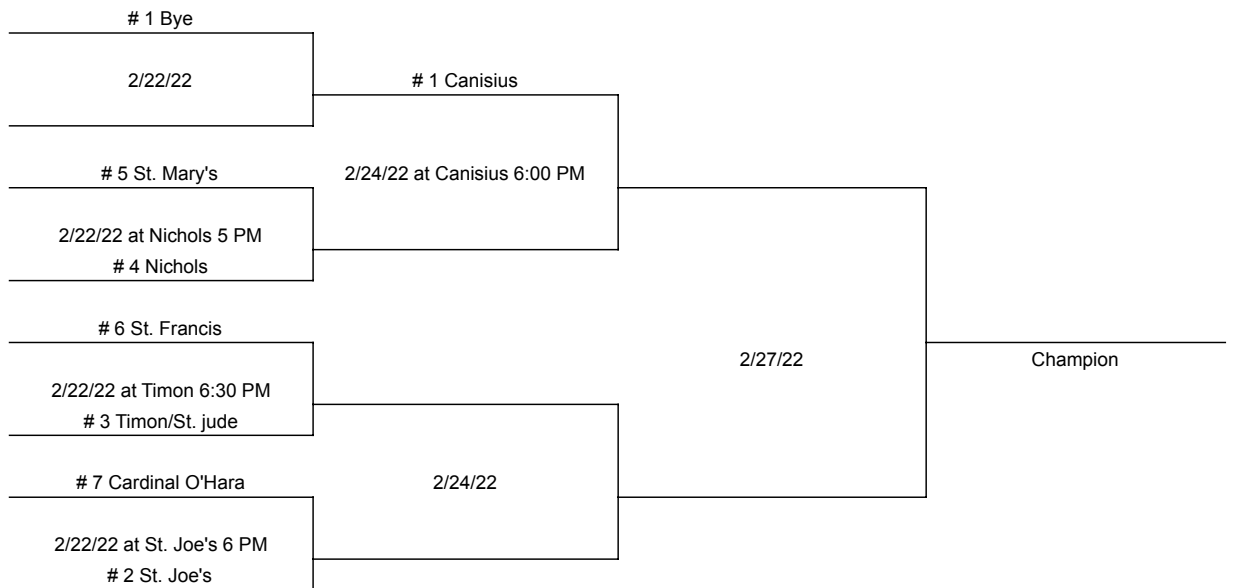 # 1 Bye
2/22/22
# 1 Canisius
# 5 St. Mary's
2/24/22 at Canisius 6:00 PM
2/22/22 at Nichols 5 PM
# 4 Nichols
# 6 St. Francis
2/27/22
Champion
2/22/22 at Timon 6:30 PM
# 3 Timon/St. jude
# 7 Cardinal O'Hara
2/24/22
2/22/22 at St. Joe's 6 PM
# 2 St. Joe's